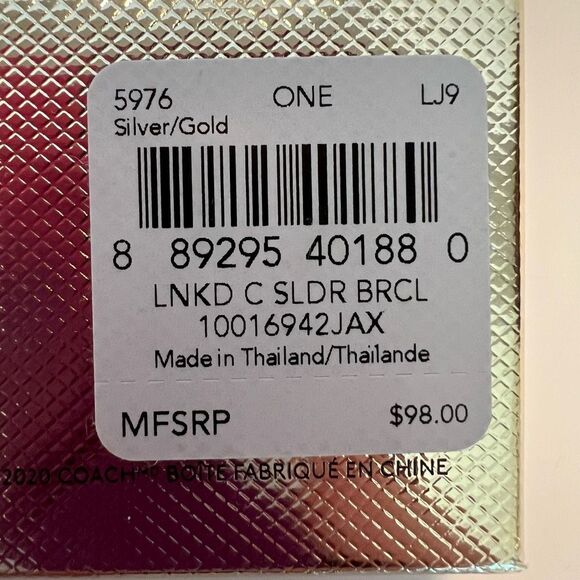 5976 ONE LJ9
Silver/Gold
8 89295 40188 0
LNKD C SLDR BRCL
10016942JAX
Made in Thailand/Thaïlande
MFSRP $98.00
2020 COACH BOÎTE FABRIQUÉ EN CHINE